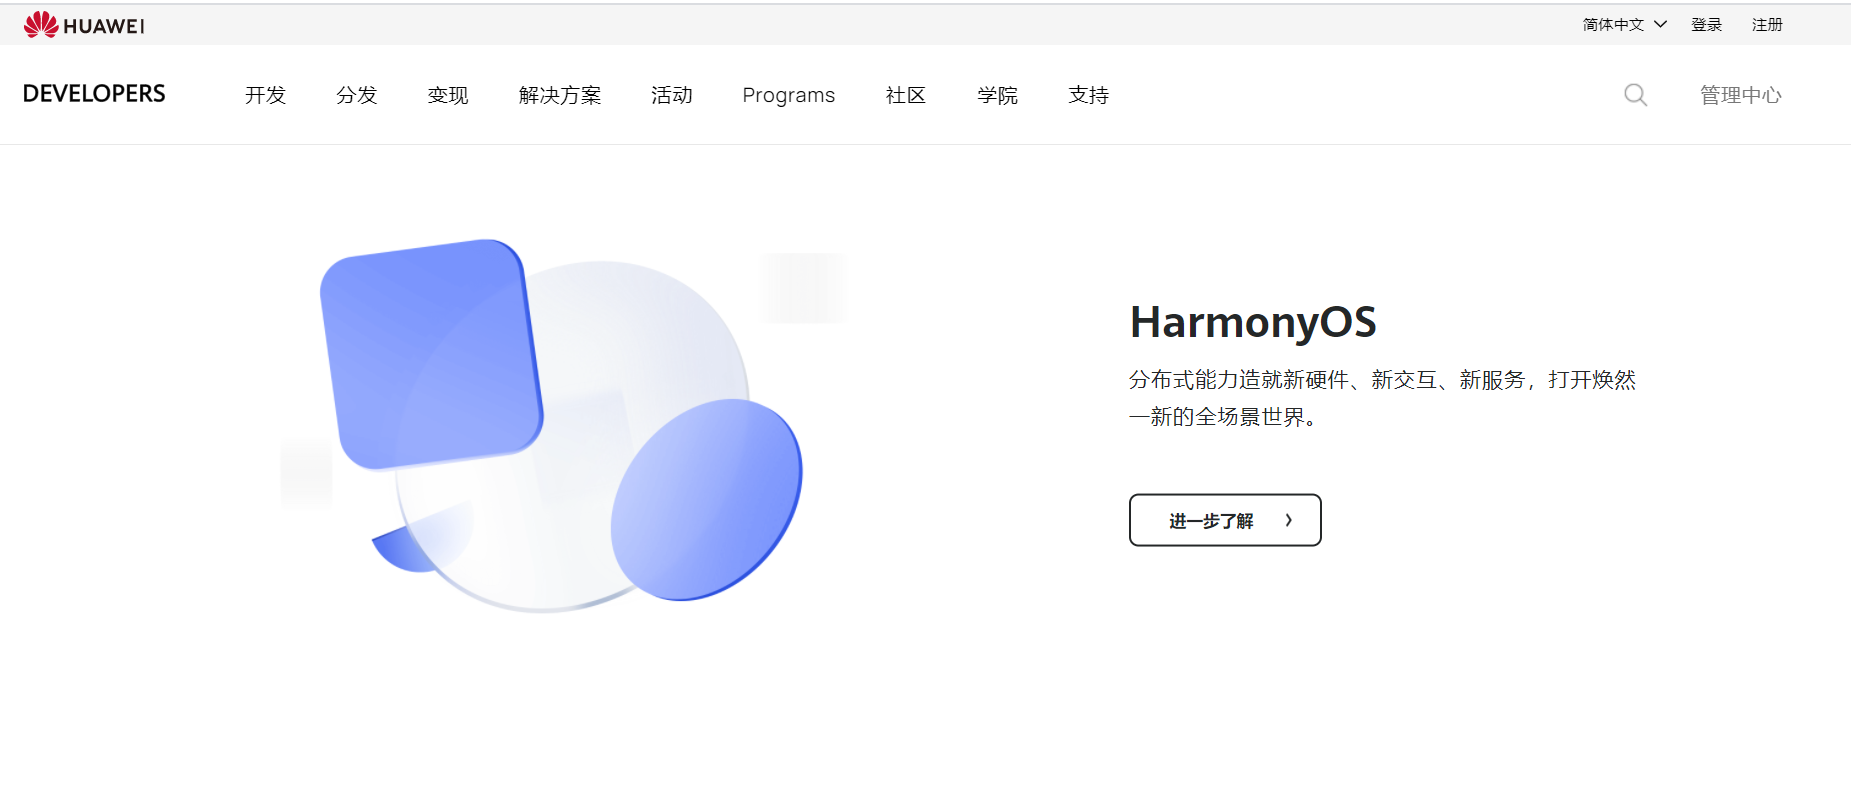 HUAWEI
简体中文 登录 注册
DEVELOPERS 开发 分发 变现 解决方案 活动 Programs 社区 学院 支持 管理中心
HarmonyOS
分布式能力造就新硬件、新交互、新服务，打开焕然
一新的全场景世界。
进一步了解